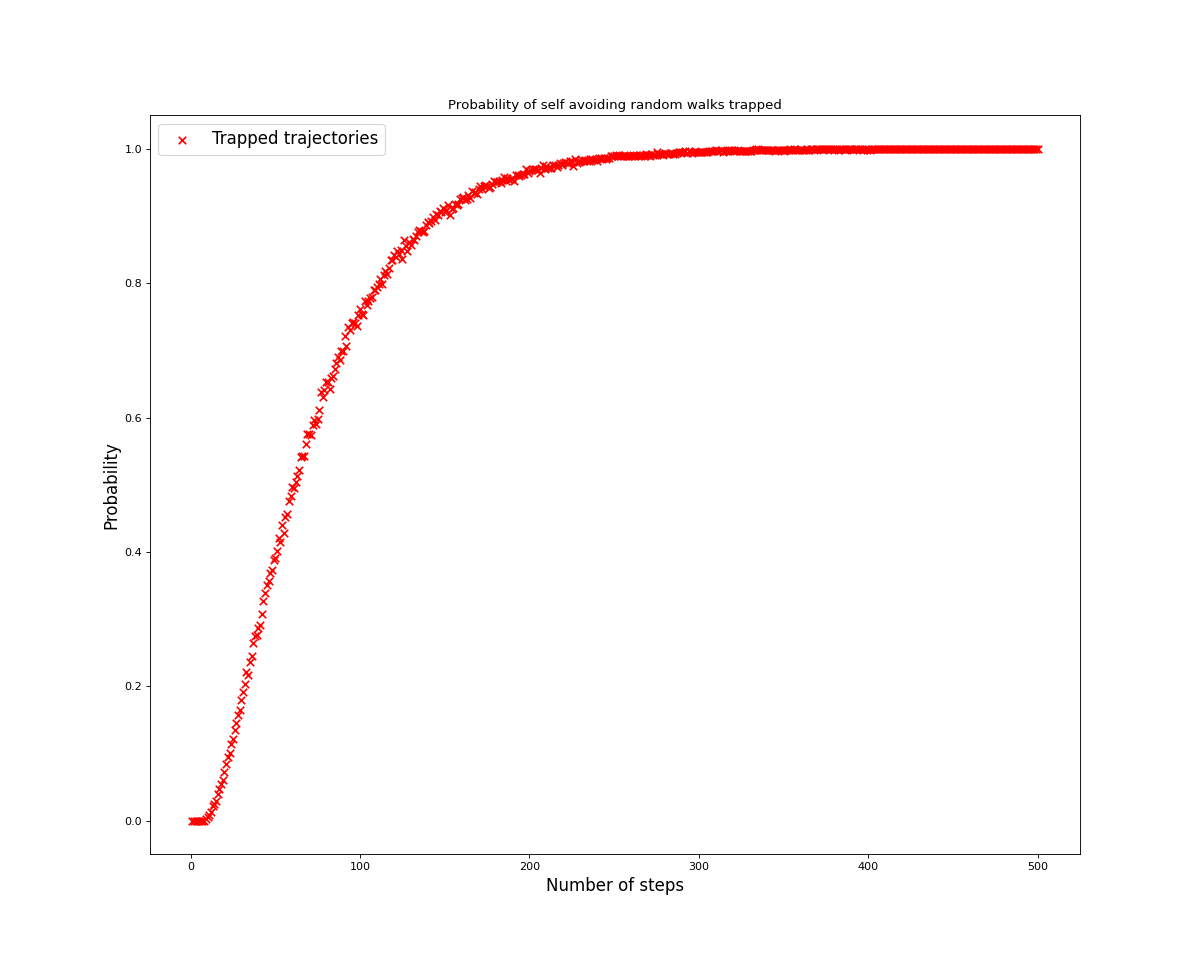 Probability of self avoiding random walks trapped
Trapped trajectories
1.0
0.8
0.6
0.4
0.2
0.0
Probability
0 100 200 300 400 500
Number of steps